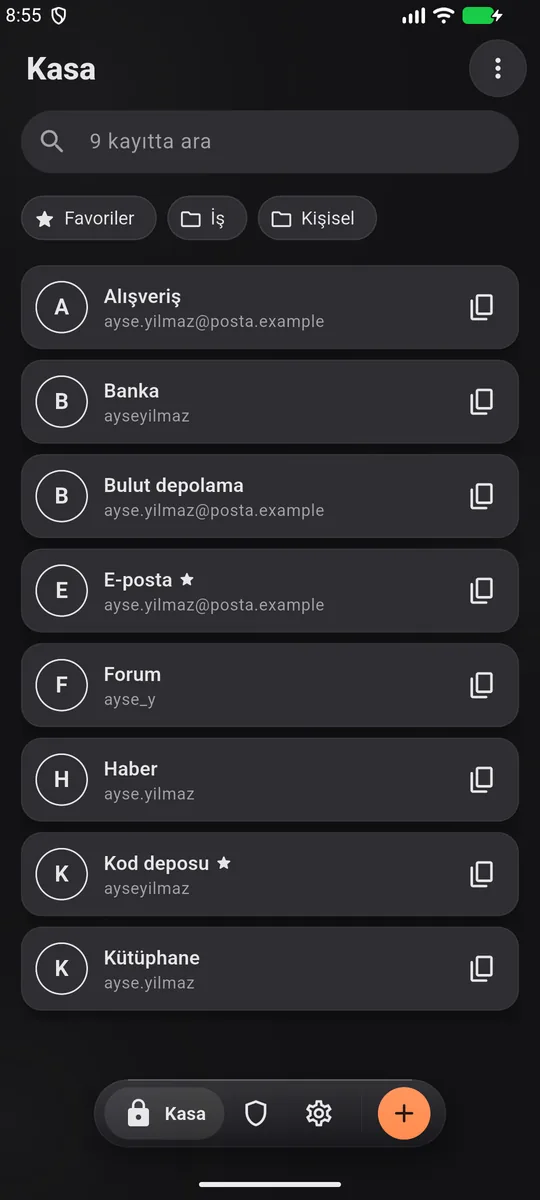 8:55
Kasa
9 kayıtta ara
Favoriler
İş
Kişisel
A
Alışveriş
ayse.yilmaz@posta.example
B
Banka
ayseyilmaz
B
Bulut depolama
ayse.yilmaz@posta.example
E
E-posta
ayse.yilmaz@posta.example
F
Forum
ayse_y
H
Haber
ayse.yilmaz
K
Kod deposu
ayseyilmaz
K
Kütüphane
ayse.yilmaz
Kasa